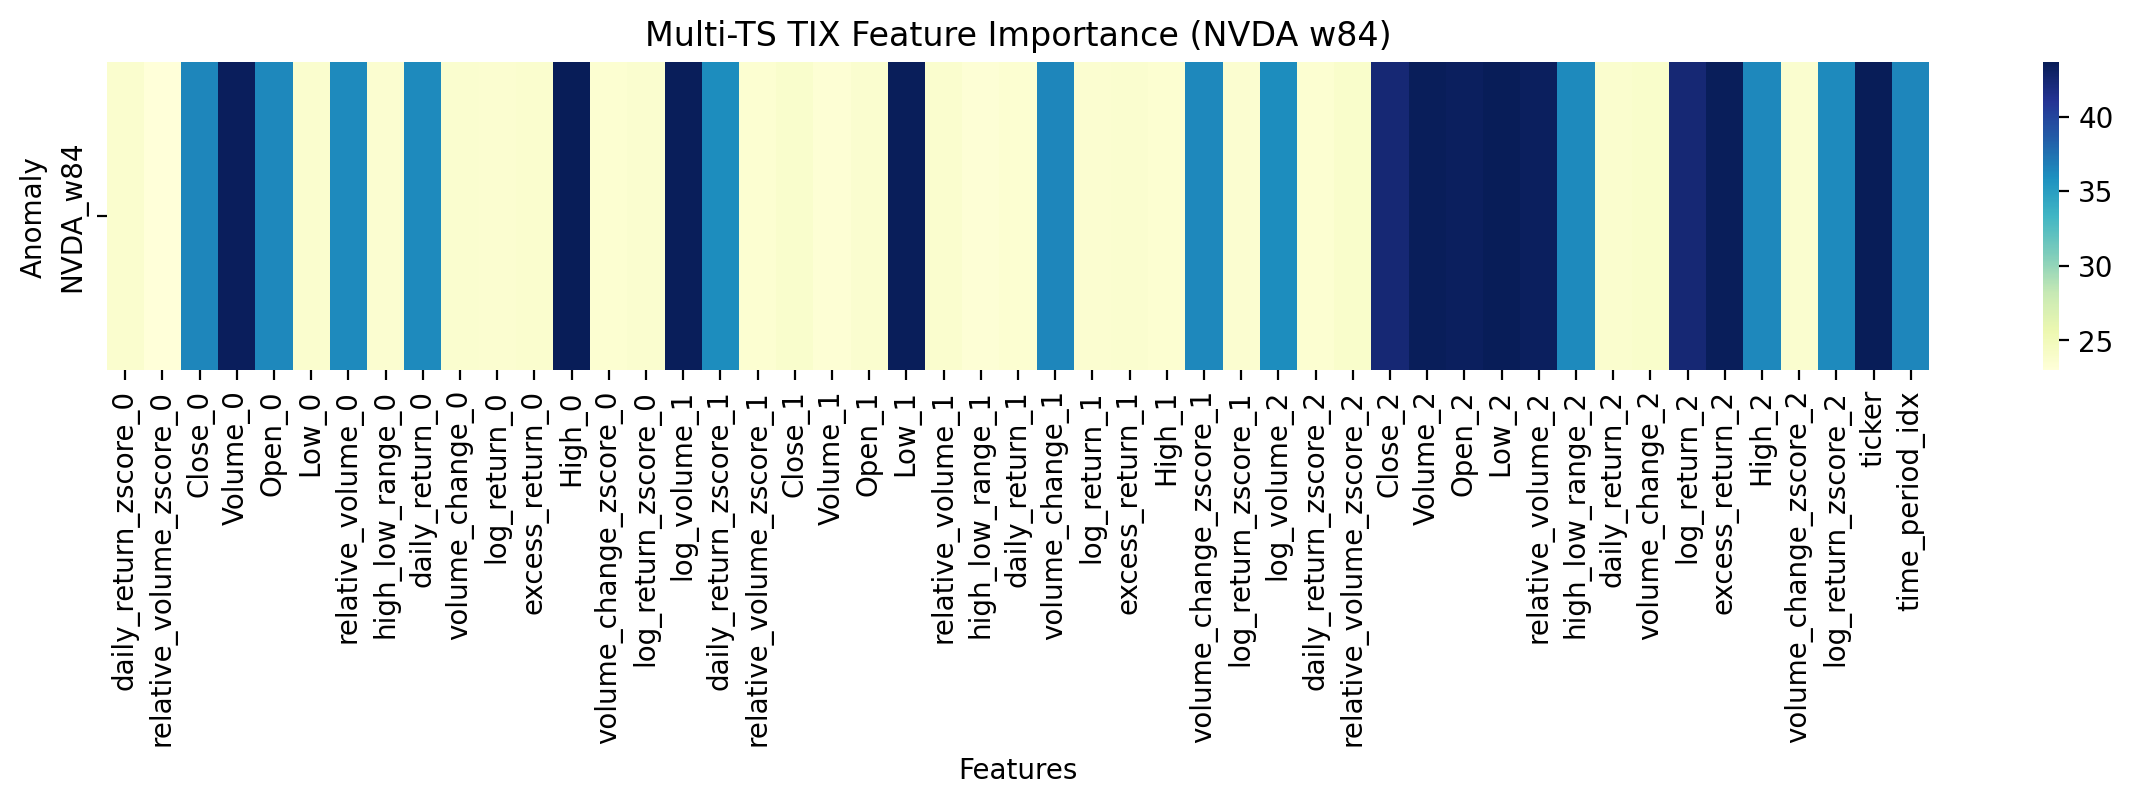 Multi-TS TIX Feature Importance (NVDA w84)
Anomaly
NVDA_w84
40
35
30
25
daily_return_zscore_0
relative_volume_zscore_0
Close_0
Volume_0
Open_0
Low_0
relative_volume_0
high_low_range_0
daily_return_0
volume_change_0
log_return_0
excess_return_0
High_0
volume_change_zscore_0
log_return_zscore_0
log_volume_1
daily_return_zscore_1
relative_volume_zscore_1
Close_1
Volume_1
Open_1
Low_1
relative_volume_1
high_low_range_1
daily_return_1
volume_change_1
log_return_1
excess_return_1
High_1
volume_change_zscore_1
log_return_zscore_1
log_volume_2
daily_return_zscore_2
relative_volume_zscore_2
Close_2
Volume_2
Open_2
Low_2
relative_volume_2
high_low_range_2
daily_return_2
volume_change_2
log_return_2
excess_return_2
High_2
volume_change_zscore_2
log_return_zscore_2
ticker
time_period_idx
Features